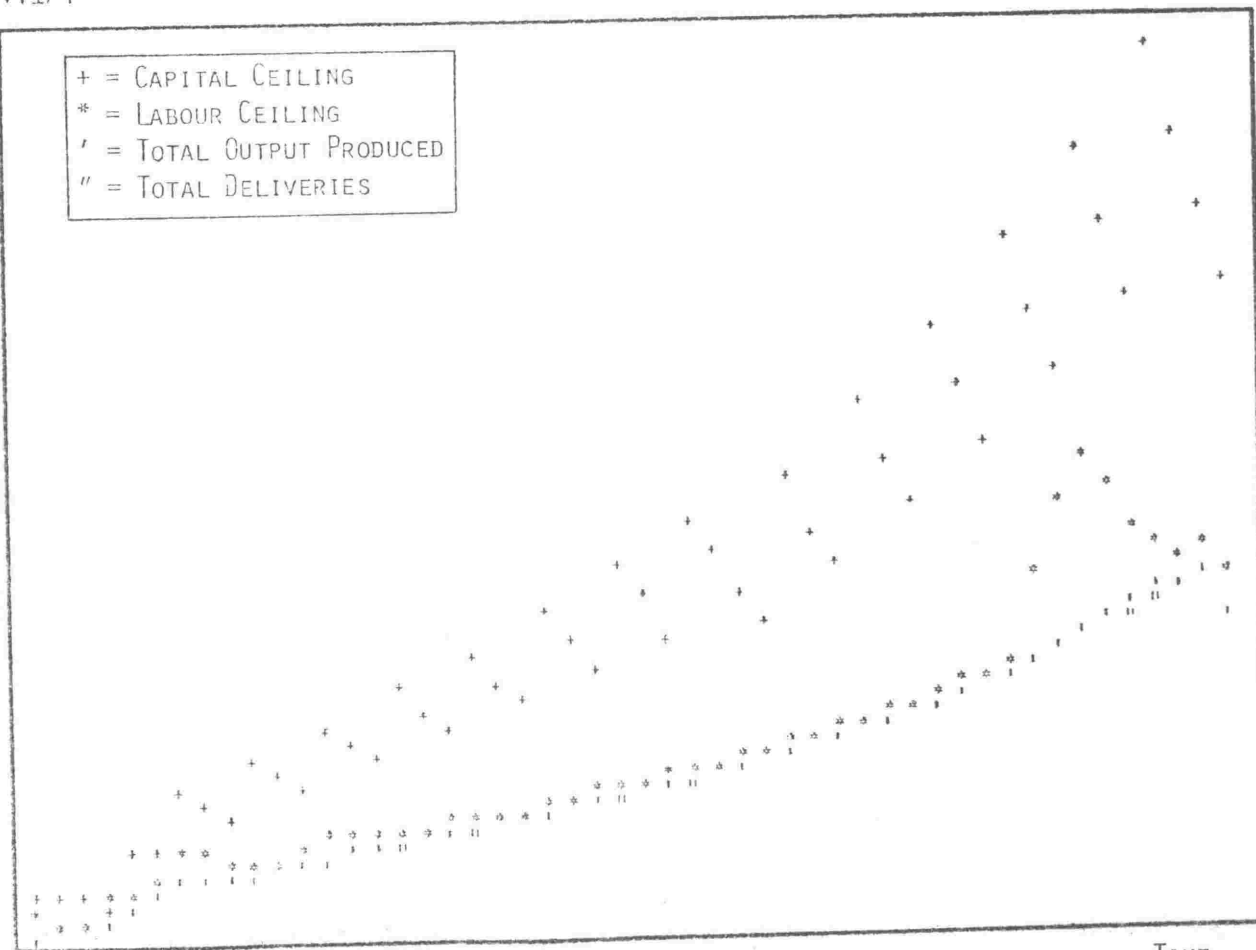 + = CAPITAL CEILING
* = LABOUR CEILING
' = TOTAL OUTPUT PRODUCED
" = TOTAL DELIVERIES